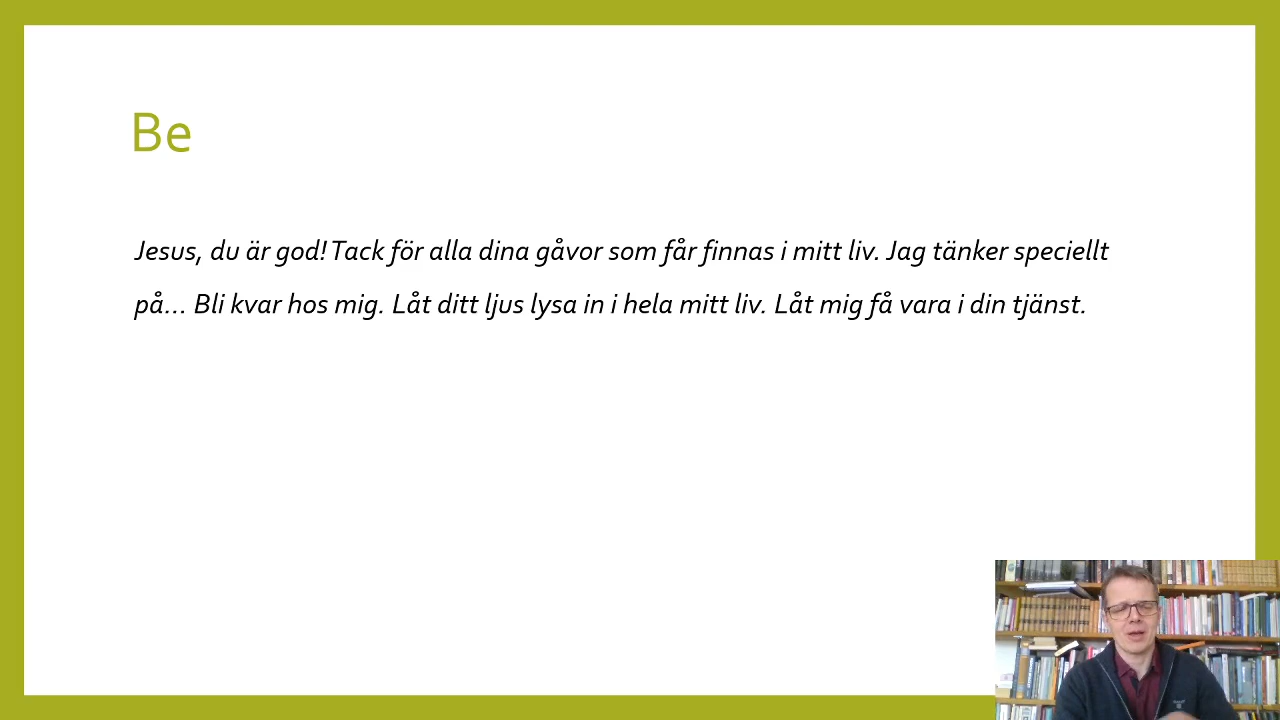 Be
Jesus, du är god! Tack för alla dina gåvor som får finnas i mitt liv. Jag tänker speciellt
på... Bli kvar hos mig. Låt ditt ljus lysa in i hela mitt liv. Låt mig få vara i din tjänst.